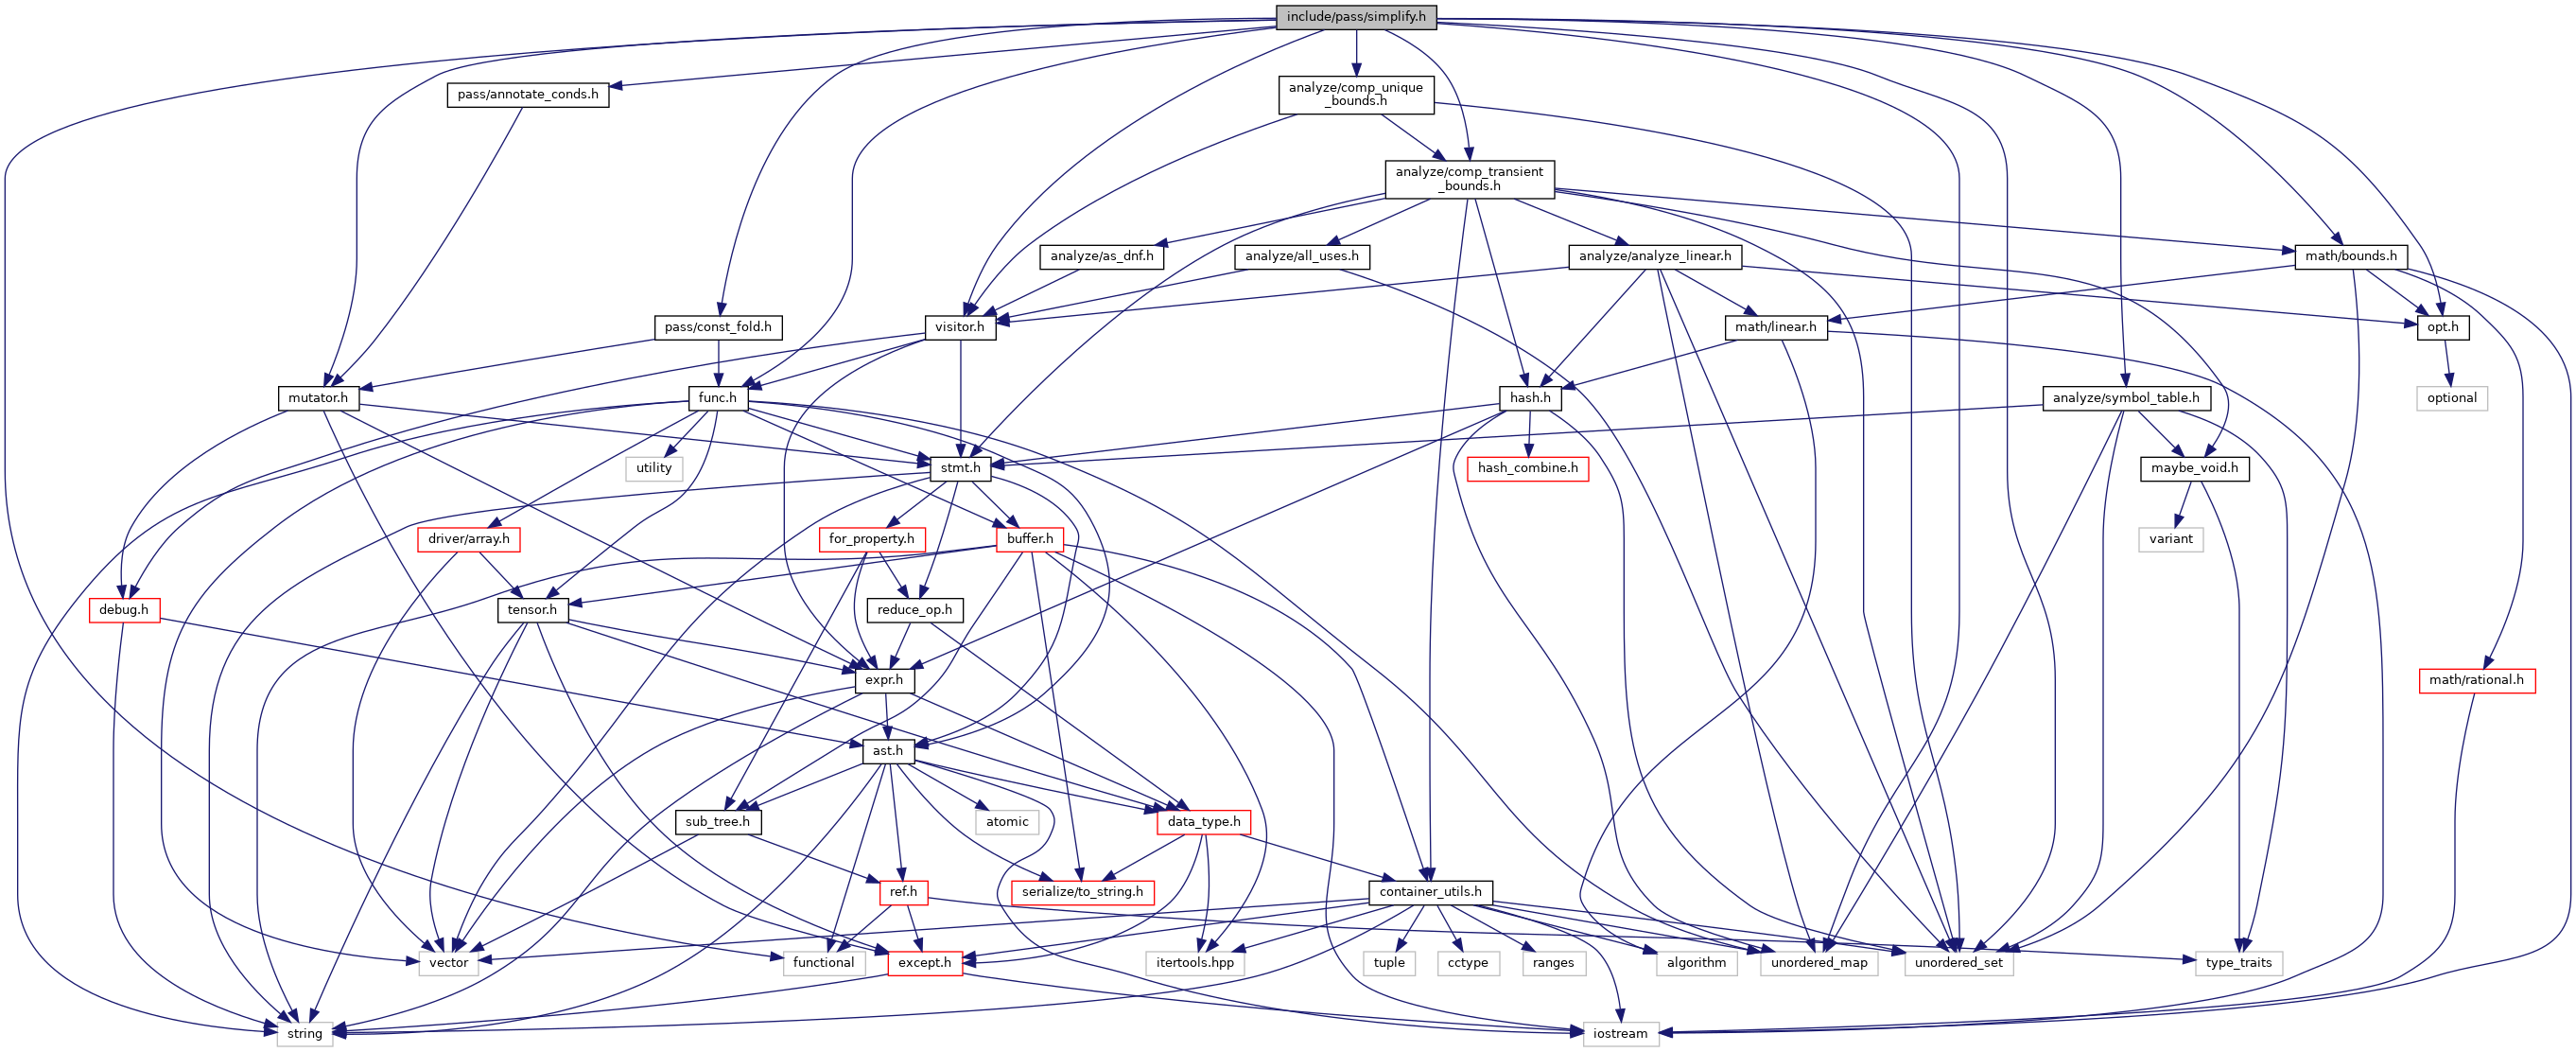 include/pass/simplify.h
pass/annotate_conds.h
analyze/comp_unique
_bounds.h
analyze/comp_transient
_bounds.h
analyze/as_dnf.h
analyze/all_uses.h
analyze/analyze_linear.h
math/bounds.h
pass/const_fold.h
visitor.h
math/linear.h
opt.h
mutator.h
func.h
hash.h
analyze/symbol_table.h
optional
utility
stmt.h
hash_combine.h
maybe_void.h
driver/array.h
for_property.h
buffer.h
variant
debug.h
tensor.h
reduce_op.h
expr.h
math/rational.h
ast.h
sub_tree.h
atomic
data_type.h
ref.h
serialize/to_string.h
container_utils.h
vector
functional
except.h
itertools.hpp
tuple
cctype
ranges
algorithm
unordered_map
unordered_set
type_traits
string
iostream